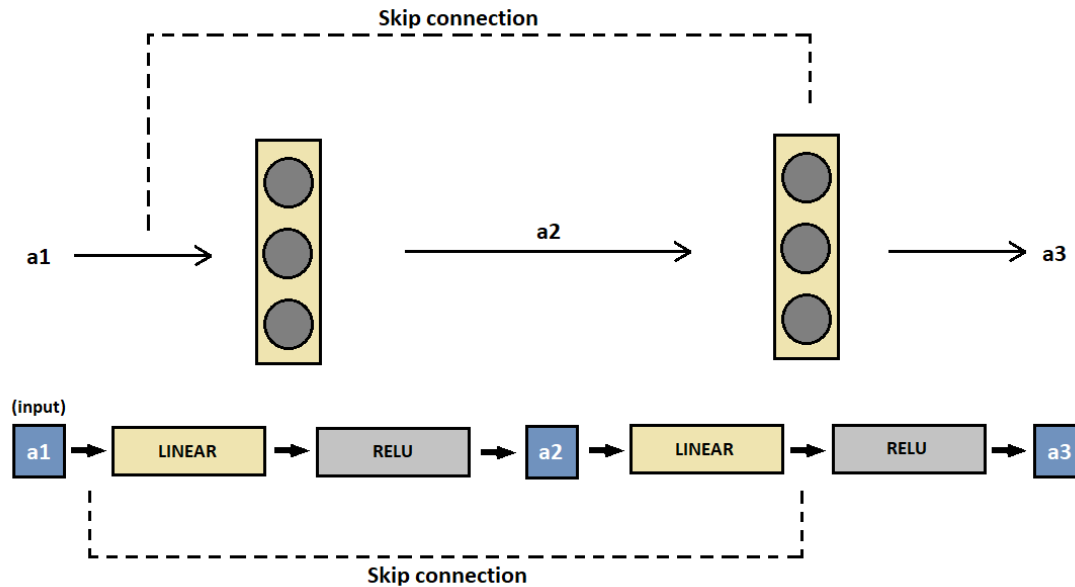 Skip connection
a1
a2
a3
(input)
a1
LINEAR
RELU
a2
LINEAR
RELU
a3
Skip connection